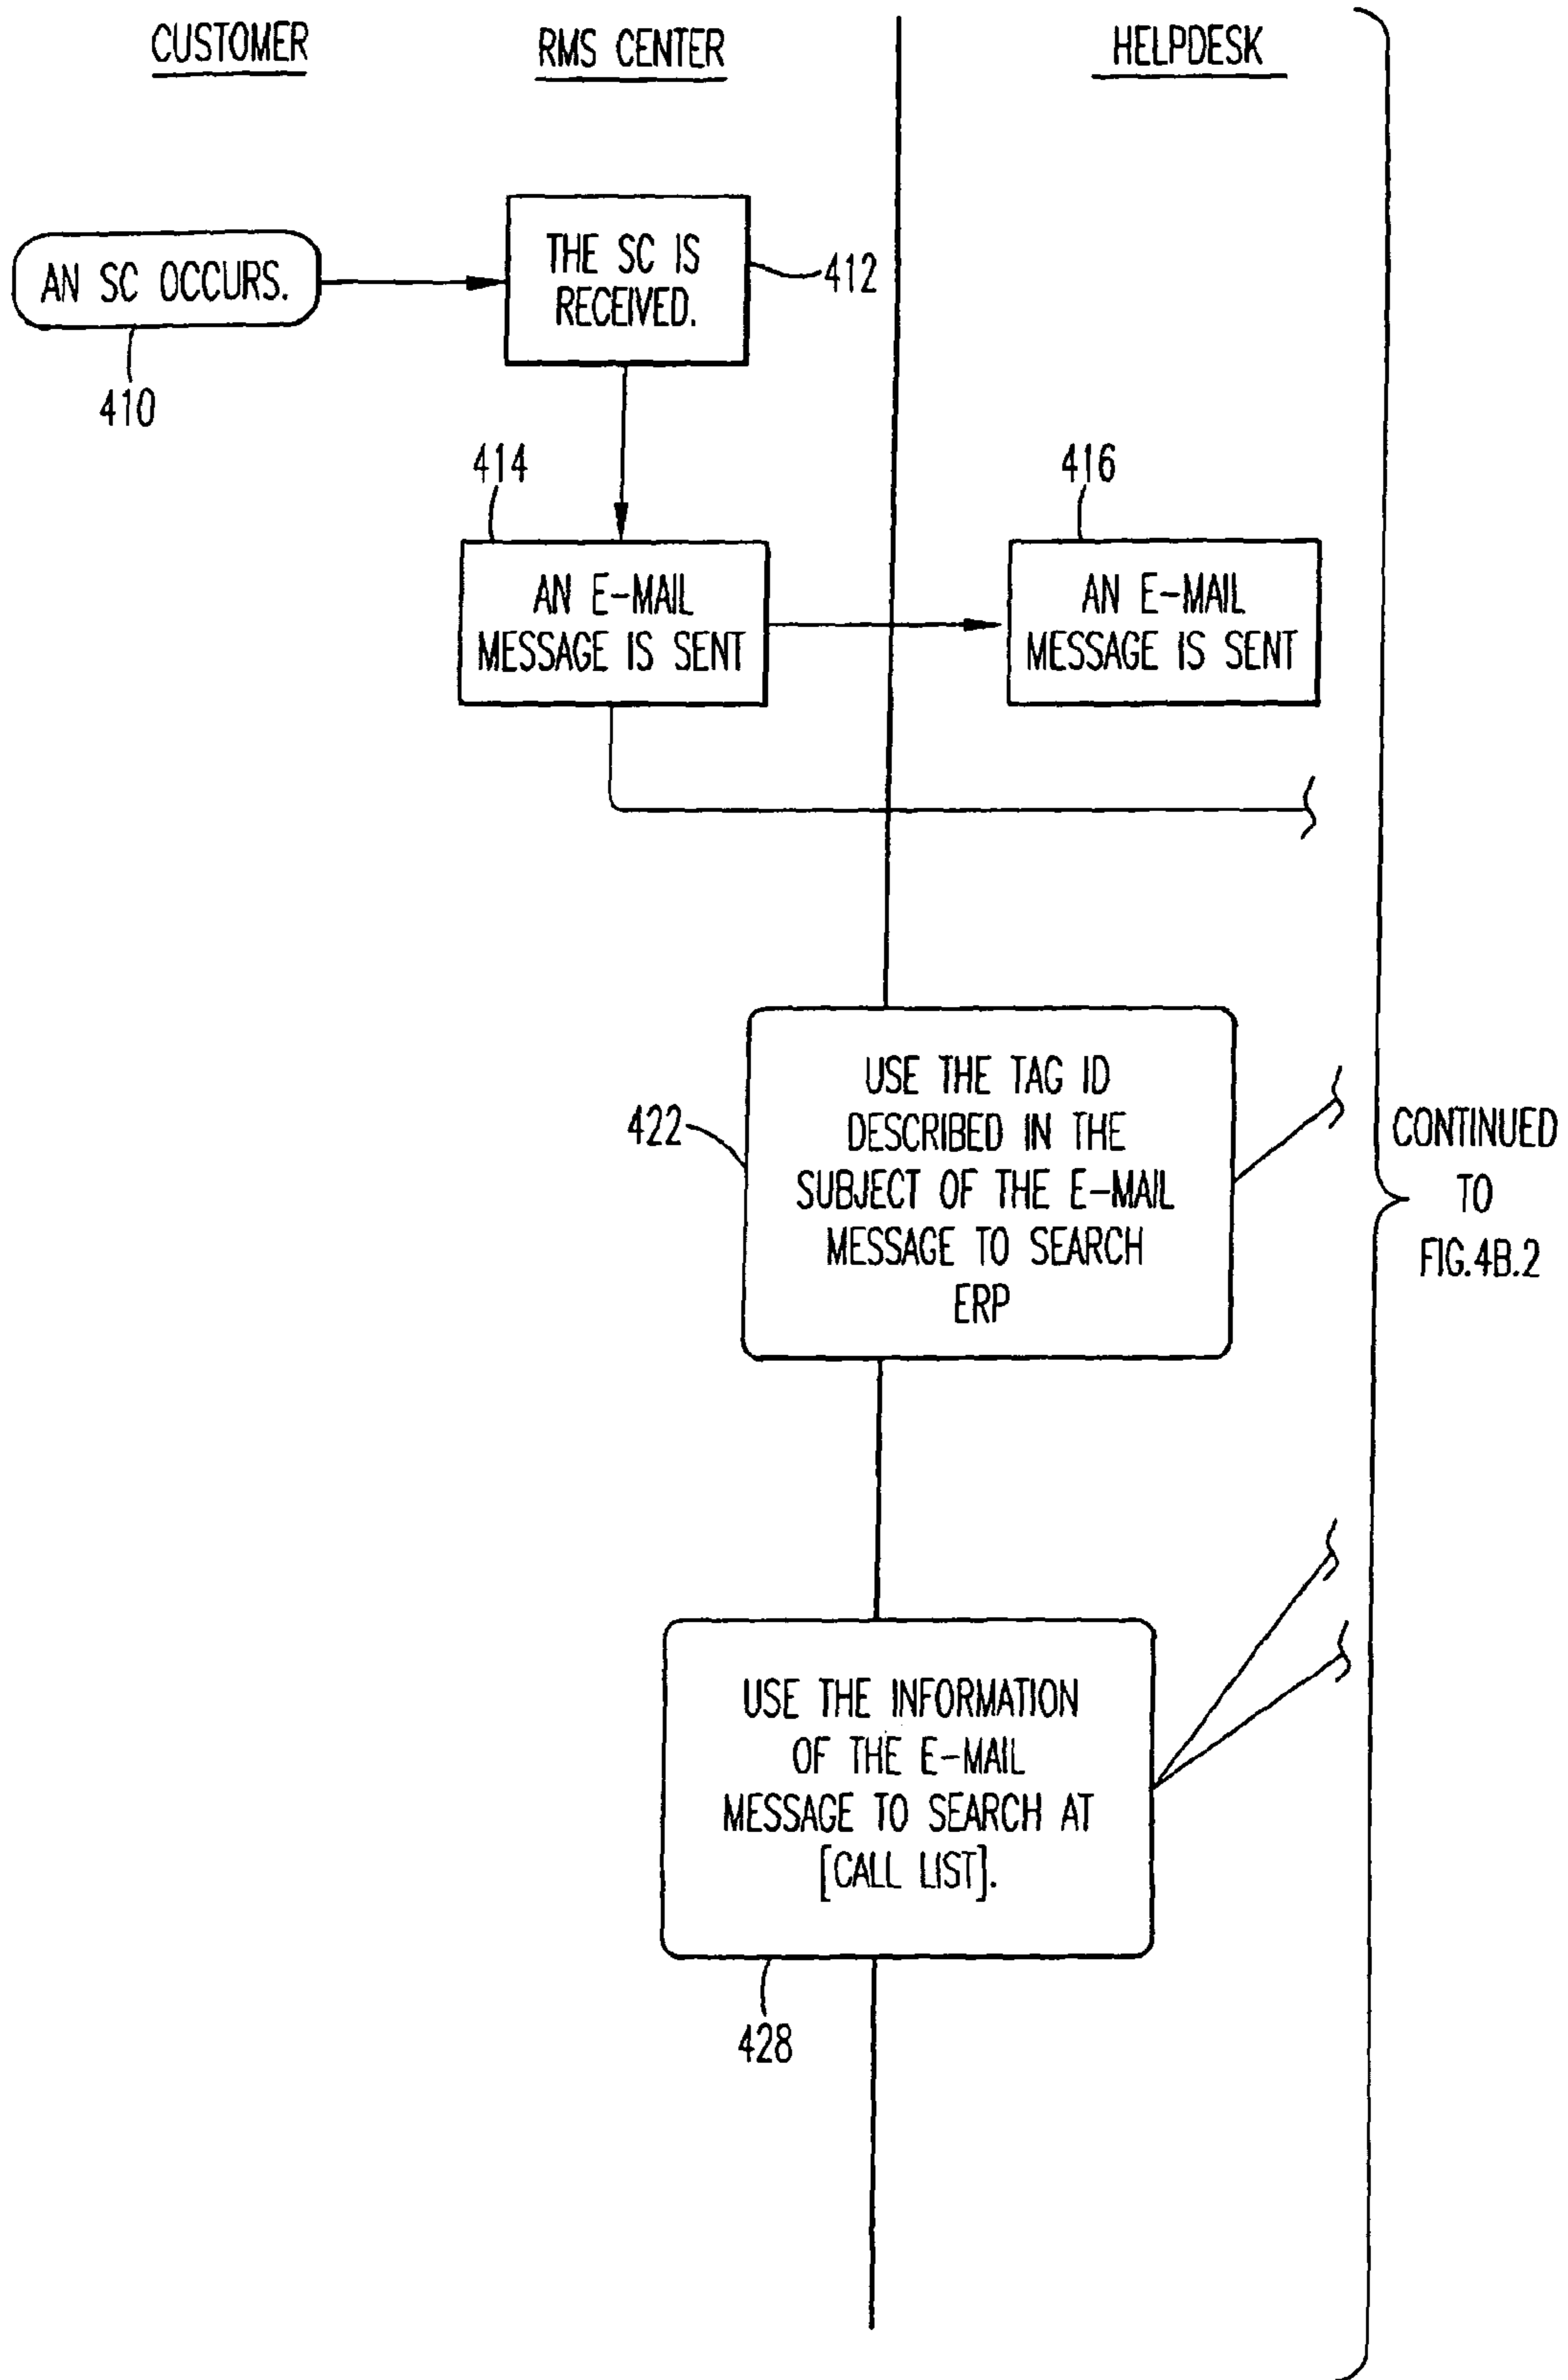 CUSTOMER
RMS CENTER
HELPDESK
AN SC OCCURS.
410
THE SC IS
RECEIVED.
412
414
AN E-MAIL
MESSAGE IS SENT
416
AN E-MAIL
MESSAGE IS SENT
422
USE THE TAG ID
DESCRIBED IN THE
SUBJECT OF THE E-MAIL
MESSAGE TO SEARCH
ERP
CONTINUED
TO
FIG.4B.2
USE THE INFORMATION
OF THE E-MAIL
MESSAGE TO SEARCH AT
[CALL LIST].
428